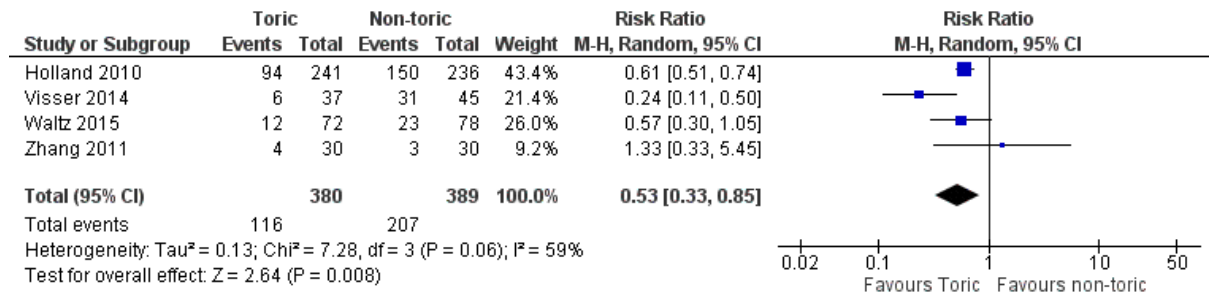 Toric Non-toric Risk Ratio Risk Ratio
Study or Subgroup Events Total Events Total Weight M-H, Random, 95% CI M-H, Random, 95% CI
Holland 2010 94 241 150 236 43.4% 0.61 [0.51, 0.74]
Visser 2014 6 37 31 45 21.4% 0.24 [0.11, 0.50]
Waltz 2015 12 72 23 78 26.0% 0.57 [0.30, 1.05]
Zhang 2011 4 30 3 30 9.2% 1.33 [0.33, 5.45]
Total (95% CI) 380 389 100.0% 0.53 [0.33, 0.85]
Total events 116 207
Heterogeneity: Tau² = 0.13; Chi² = 7.28, df = 3 (P = 0.06); I² = 59%
Test for overall effect: Z = 2.64 (P = 0.008)
0.02 0.1 1 10 50
Favours Toric Favours non-toric